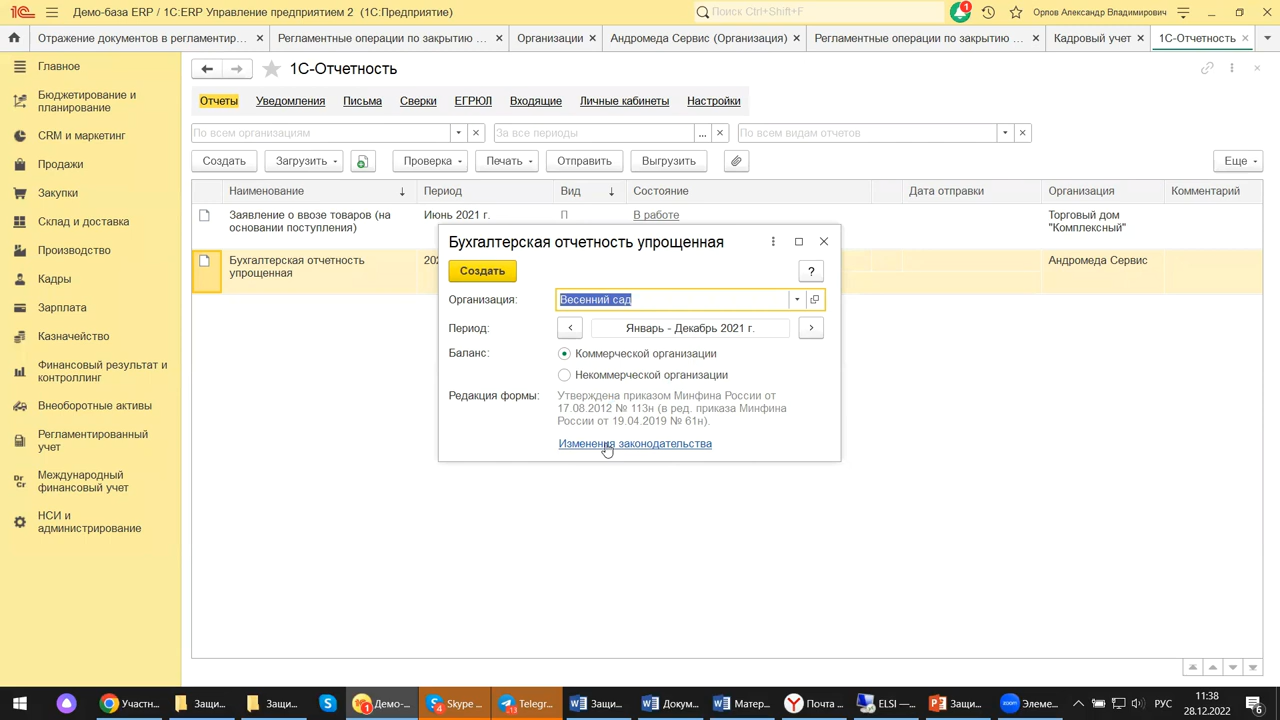 Демо-база ERP / 1С:ERP Управление предприятием 2 (1С:Предприятие)
Поиск Ctrl+Shift+F
Орлов Александр Владимирович
Отражение документов в регламентир...
Регламентные операции по закрытию ...
Организации
Андромеда Сервис (Организация)
Регламентные операции по закрытию ...
Кадровый учет
1С-Отчетность
Главное
Бюджетирование и
планирование
CRM и маркетинг
Продажи
Закупки
Склад и доставка
Производство
Кадры
Зарплата
Казначейство
Финансовый результат и
контроллинг
Внеоборотные активы
Регламентированный
учет
Международный
финансовый учет
НСИ и
администрирование
1С-Отчетность
Отчеты
Уведомления
Письма
Сверки
ЕГРЮЛ
Входящие
Личные кабинеты
Настройки
По всем организациям
За все периоды
...
По всем видам отчетов
Создать
Загрузить
Проверка
Печать
Отправить
Выгрузить
Еще
Наименование
Период
Вид
Состояние
Дата отправки
Организация
Комментарий
Заявление о ввозе товаров (на
основании поступления)
Июнь 2021 г.
П
В работе
Торговый дом
"Комплексный"
Бухгалтерская отчетность
упрощенная
202
Андромеда Сервис
Бухгалтерская отчетность упрощенная
Создать
?
Организация:
Весенний сад
Период:
Январь - Декабрь 2021 г.
Баланс:
Коммерческой организации
Некоммерческой организации
Редакция формы:
Утверждена приказом Минфина России от
17.08.2012 № 113н (в ред. приказа Минфина
России от 19.04.2019 № 61н).
Изменения законодательства
Участн...
Защи...
Защи...
Демо-...
Skype ...
Telegr...
Защи...
Докум...
Матер...
Почта ...
ELSI —...
Защи...
Элеме...
РУС
11:38
28.12.2022